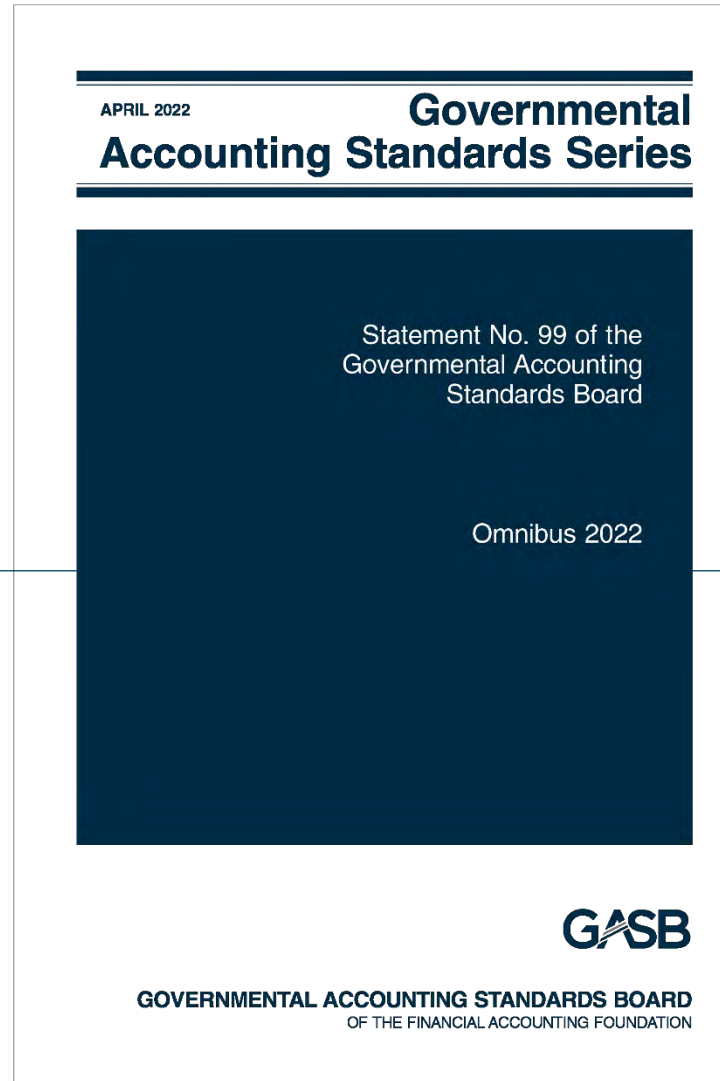 APRIL 2022
Governmental
Accounting Standards Series
Statement No. 99 of the
Governmental Accounting
Standards Board
Omnibus 2022
GASB
GOVERNMENTAL ACCOUNTING STANDARDS BOARD
OF THE FINANCIAL ACCOUNTING FOUNDATION